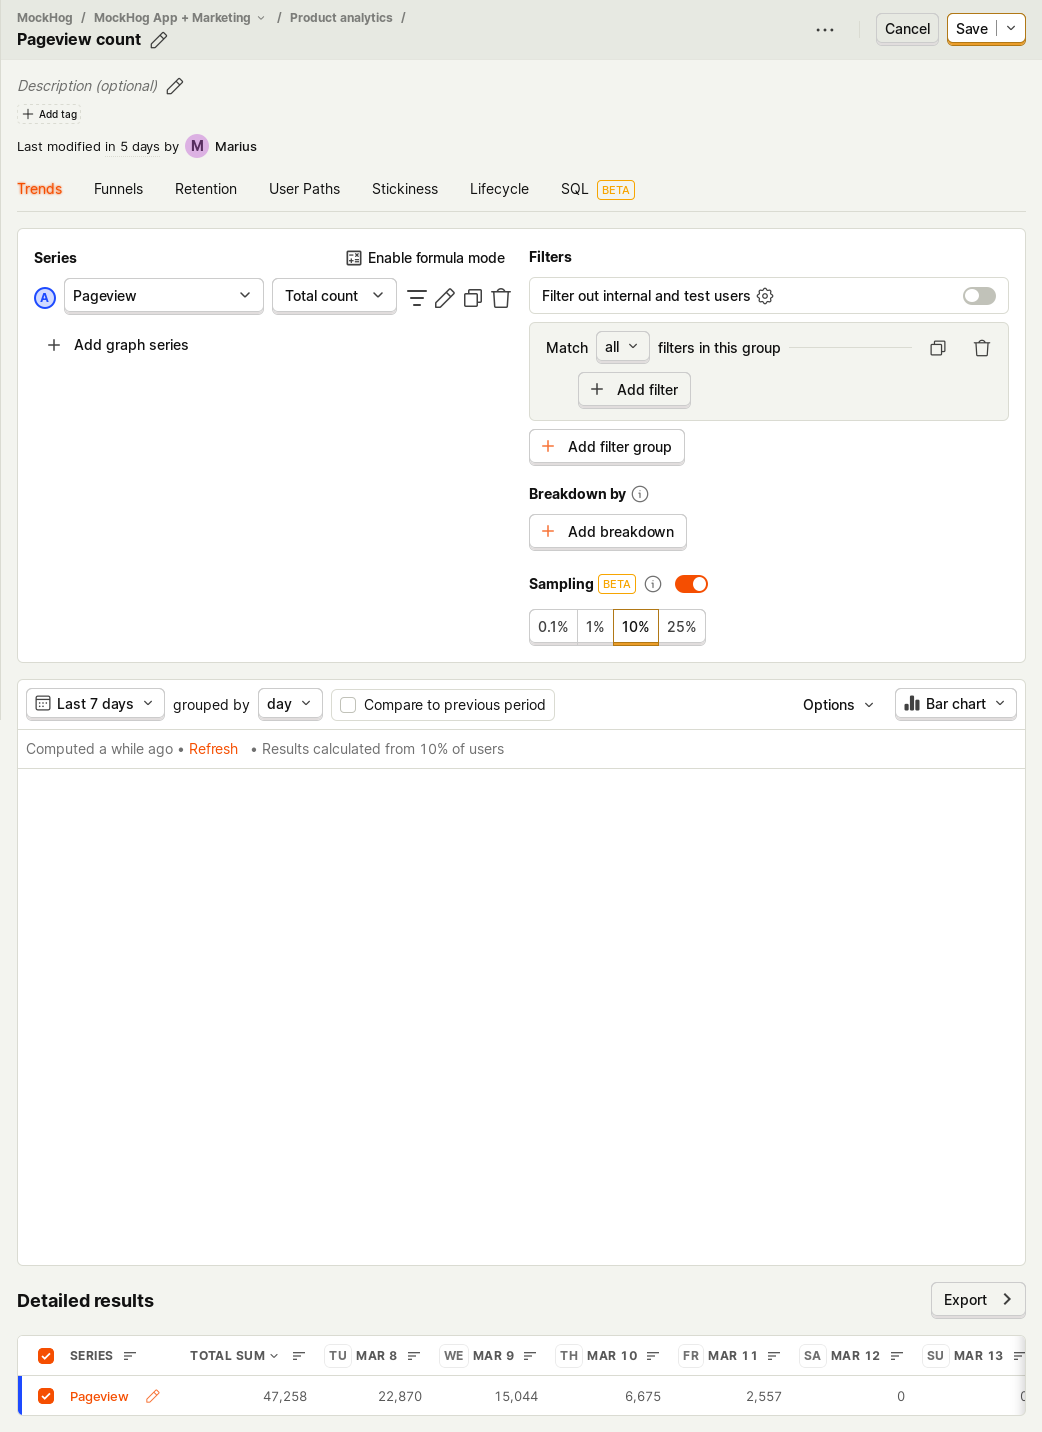 MockHog / MockHog App + Marketing / Product analytics /
Pageview count
Cancel
Save
Description (optional)
Add tag
Last modified in 5 days by M Marius
Trends Funnels Retention User Paths Stickiness Lifecycle SQL BETA
Series
Enable formula mode
A Pageview Total count
Add graph series
Filters
Filter out internal and test users
Match all filters in this group
Add filter
Add filter group
Breakdown by
Add breakdown
Sampling BETA
0.1% 1% 10% 25%
Last 7 days grouped by day Compare to previous period Options Bar chart
Computed a while ago • Refresh • Results calculated from 10% of users
Detailed results
Export
SERIES TOTAL SUM TU MAR 8 WE MAR 9 TH MAR 10 FR MAR 11 SA MAR 12 SU MAR 13
Pageview 47,258 22,870 15,044 6,675 2,557 0 0